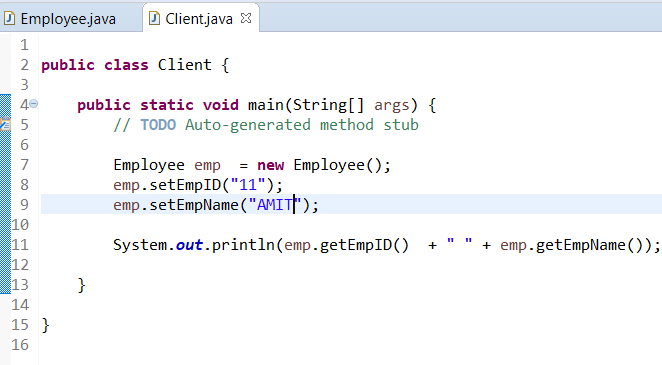 Employee.java Client.java
1
2 public class Client {
3
4 public static void main(String[] args) {
5 // TODO Auto-generated method stub
6
7 Employee emp  = new Employee();
8 emp.setEmpID("11");
9 emp.setEmpName("AMIT");
10
11 System.out.println(emp.getEmpID()  + " " + emp.getEmpName());
12
13 }
14
15 }
16